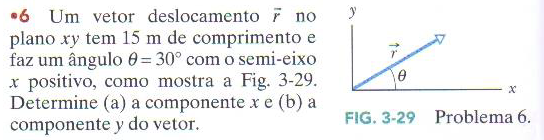 •6 Um vetor deslocamento r⃗ no
plano xy tem 15 m de comprimento e
faz um ângulo θ = 30° com o semi-eixo
x positivo, como mostra a Fig. 3-29.
Determine (a) a componente x e (b) a
componente y do vetor.
y
r⃗
θ
x
FIG. 3-29 Problema 6.